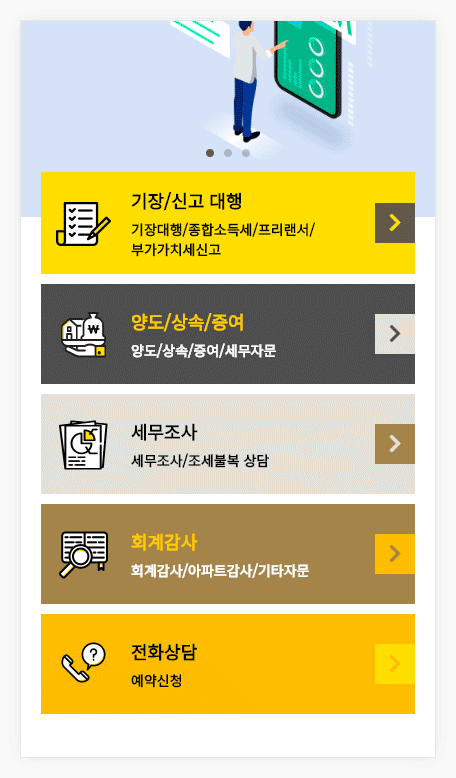 기장/신고 대행
기장대행/종합소득세/프리랜서/
부가가치세신고
양도/상속/증여
양도/상속/증여/세무자문
세무조사
세무조사/조세불복 상담
회계감사
회계감사/아파트감사/기타자문
전화상담
예약신청